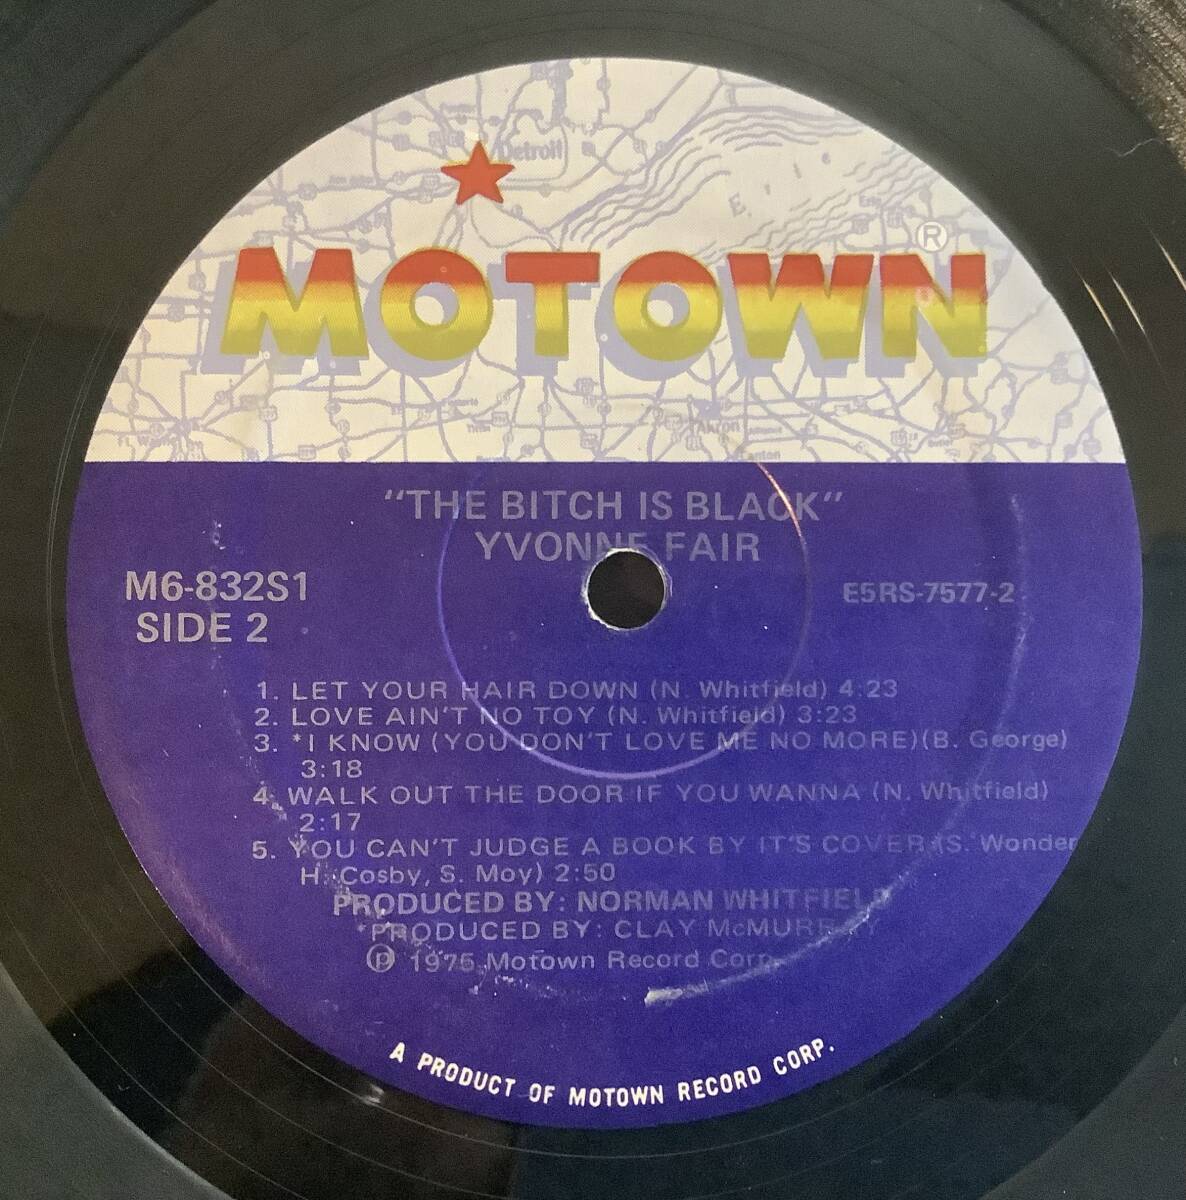 Detroit
Erie
MOTOWN®
Akron
Canton
"THE BITCH IS BLACK"
YVONNE FAIR
M6-832S1
E5RS-7577-2
SIDE 2
1. LET YOUR HAIR DOWN (N. Whitfield) 4:23
2. LOVE AIN'T NO TOY (N. Whitfield) 3:23
3. *I KNOW (YOU DON'T LOVE ME NO MORE)(B. George)
3:18
4. WALK OUT THE DOOR IF YOU WANNA (N. Whitfield)
2:17
5. YOU CAN'T JUDGE A BOOK BY IT'S COVER (S. Wonder
H. Cosby, S. Moy) 2:50
PRODUCED BY: NORMAN WHITFIELD
*PRODUCED BY: CLAY McMURRAY
℗ 1975 Motown Record Corp.
A PRODUCT OF MOTOWN RECORD CORP.